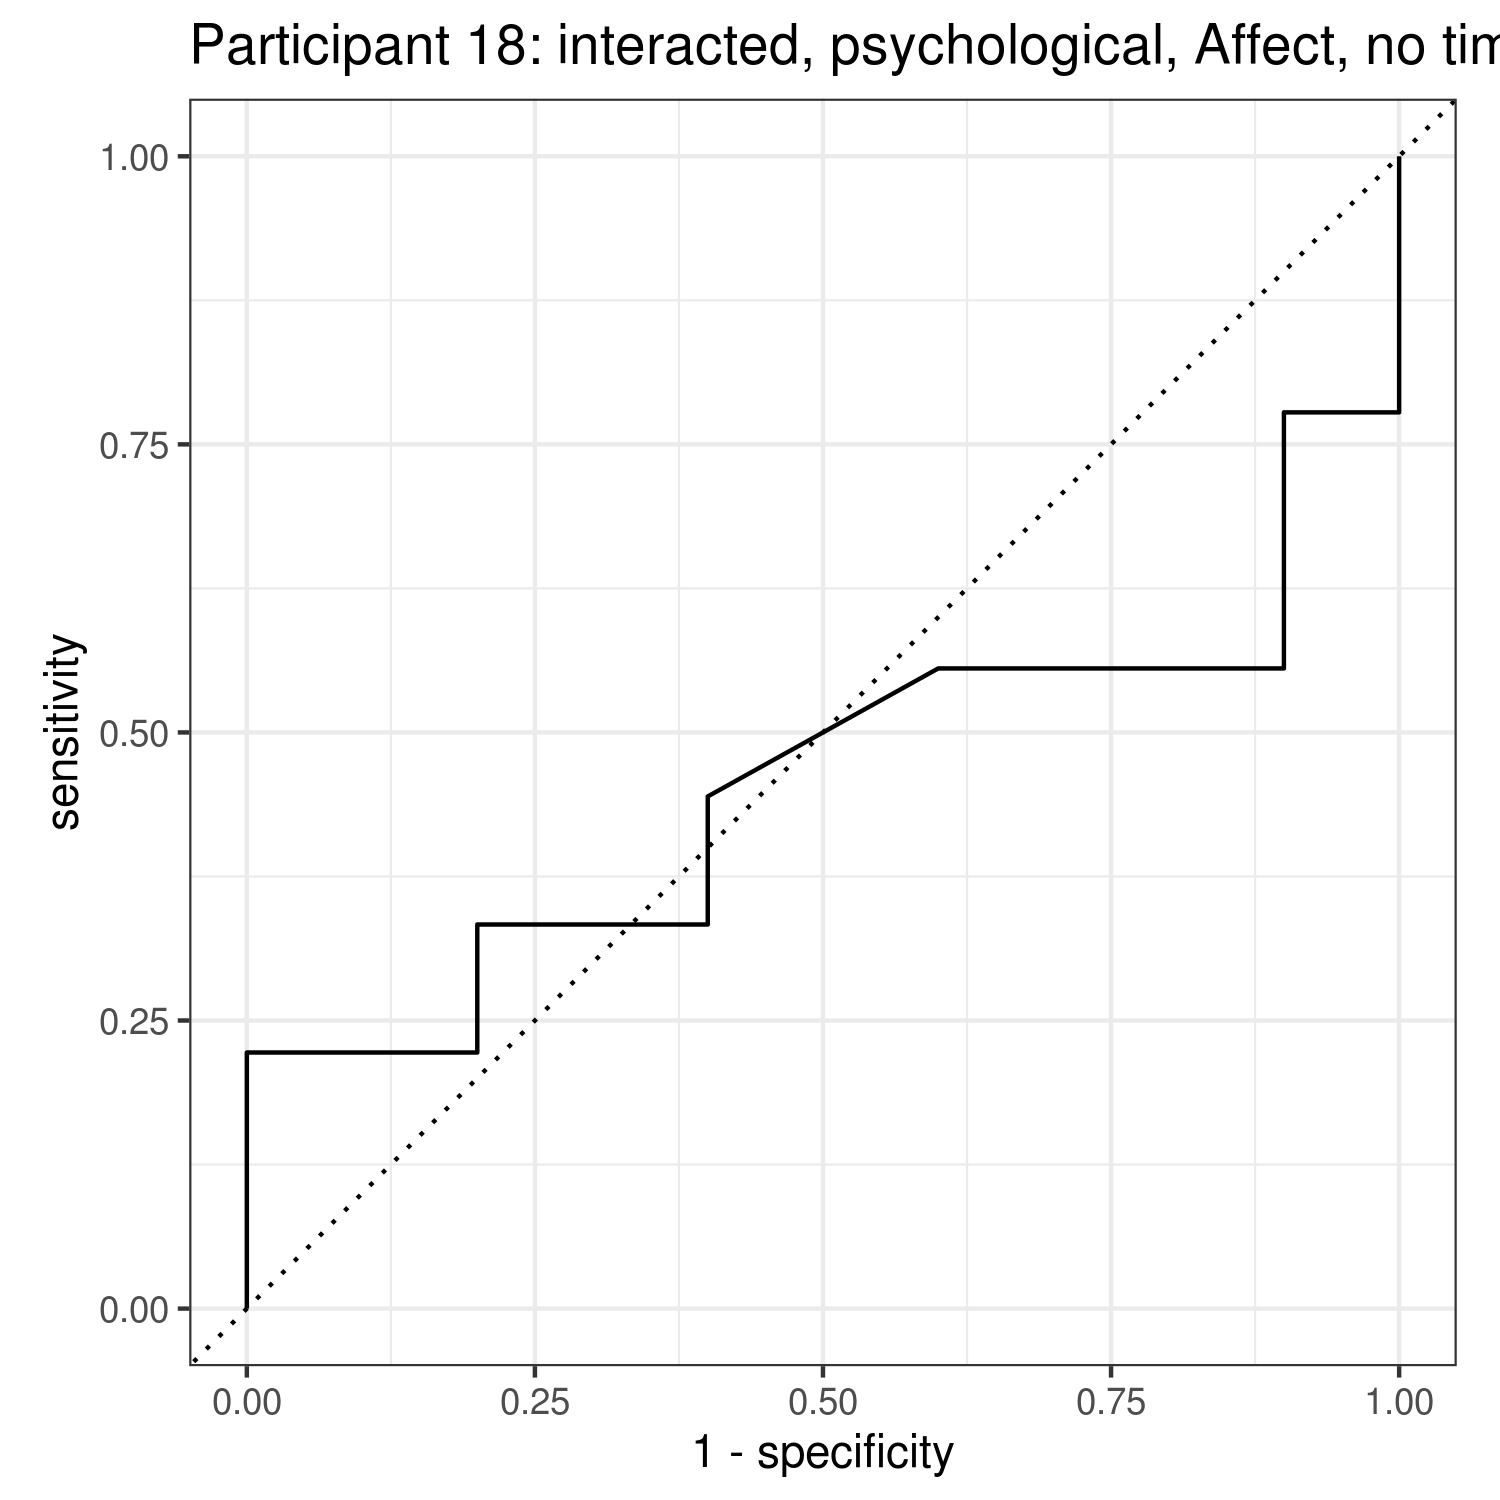 Participant 18: interacted, psychological, Affect, no tim
1.00
0.75
0.50
0.25
0.00
sensitivity
0.00 0.25 0.50 0.75 1.00
1 - specificity